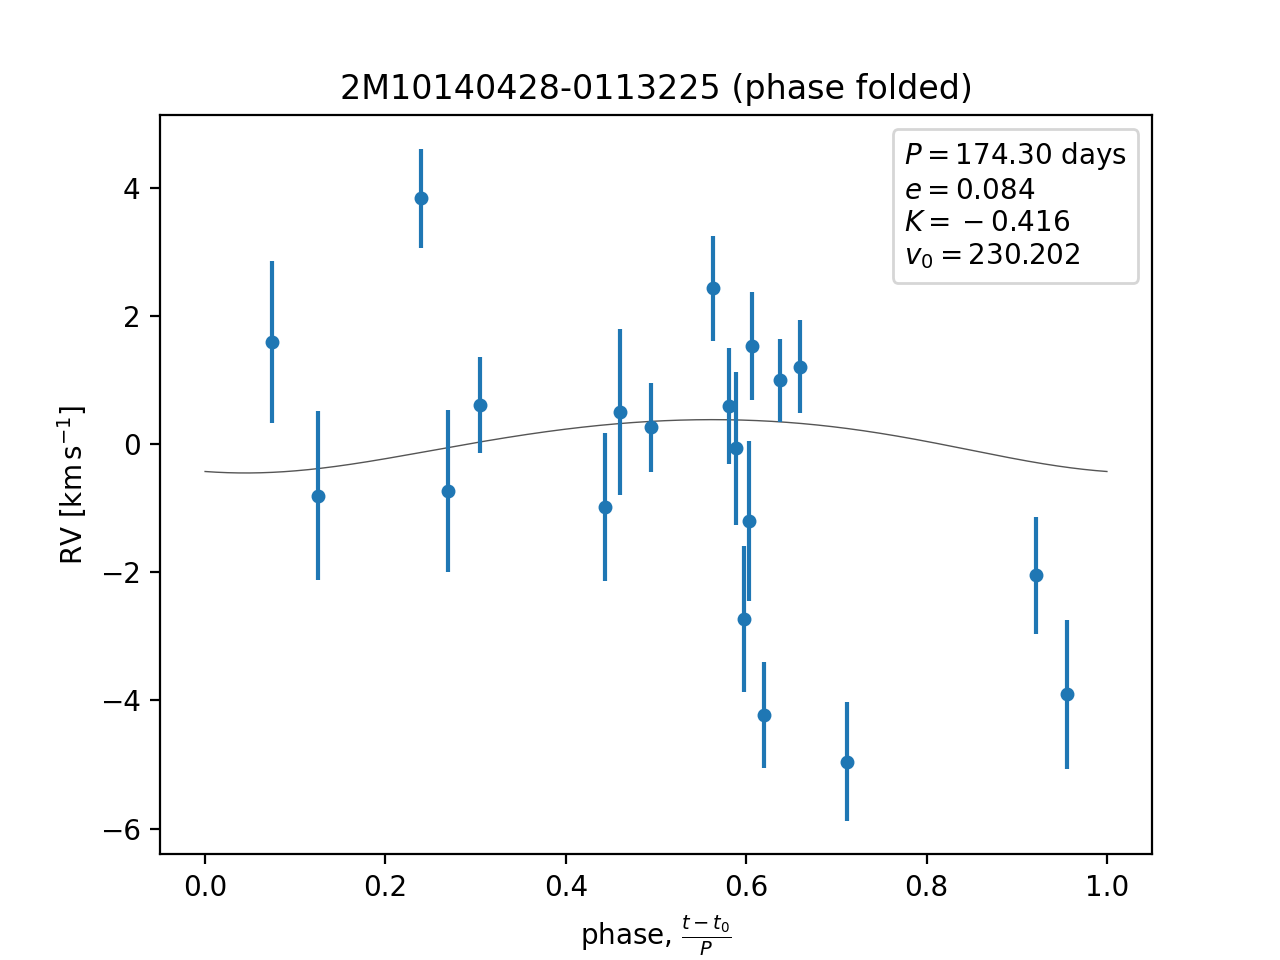 2M10140428-0113225 (phase folded)
P = 174.30 days
e = 0.084
K = −0.416
v₀ = 230.202
4
2
0
−2
−4
−6
RV [km s⁻¹]
0.0 0.2 0.4 0.6 0.8 1.0
phase, (t − t₀)/P